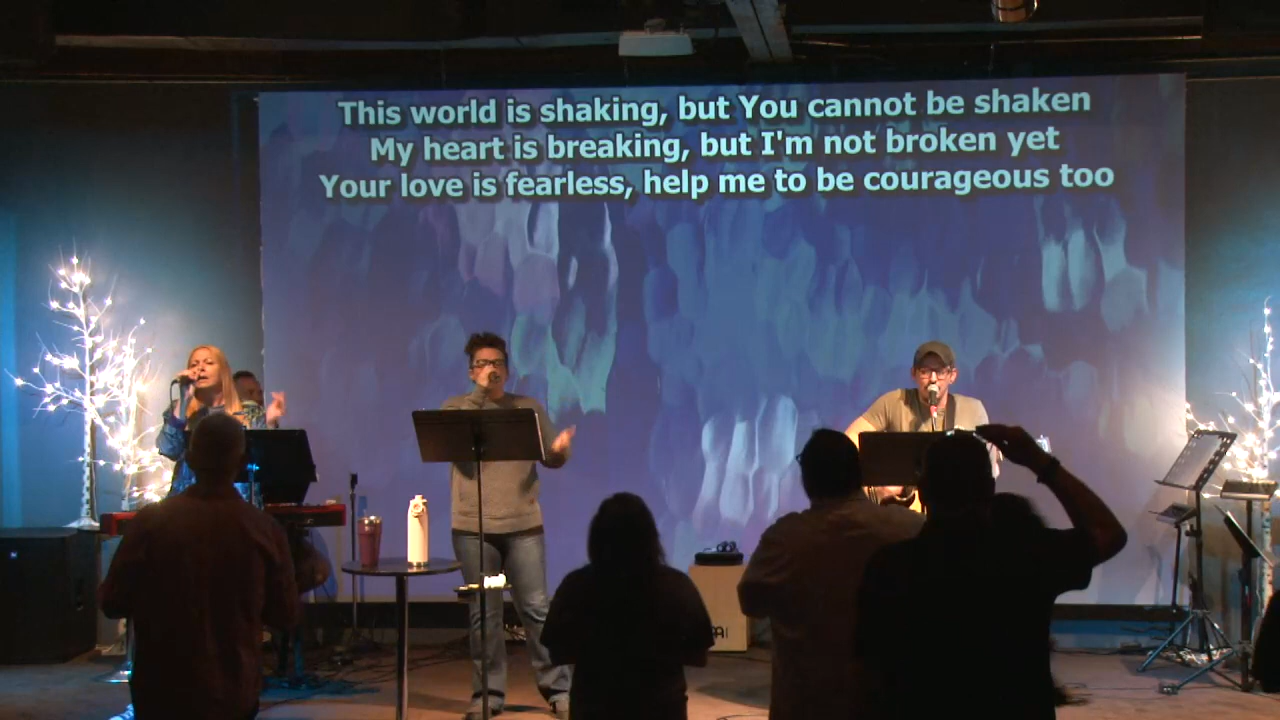 This world is shaking, but You cannot be shaken
My heart is breaking, but I'm not broken yet
Your love is fearless, help me to be courageous too